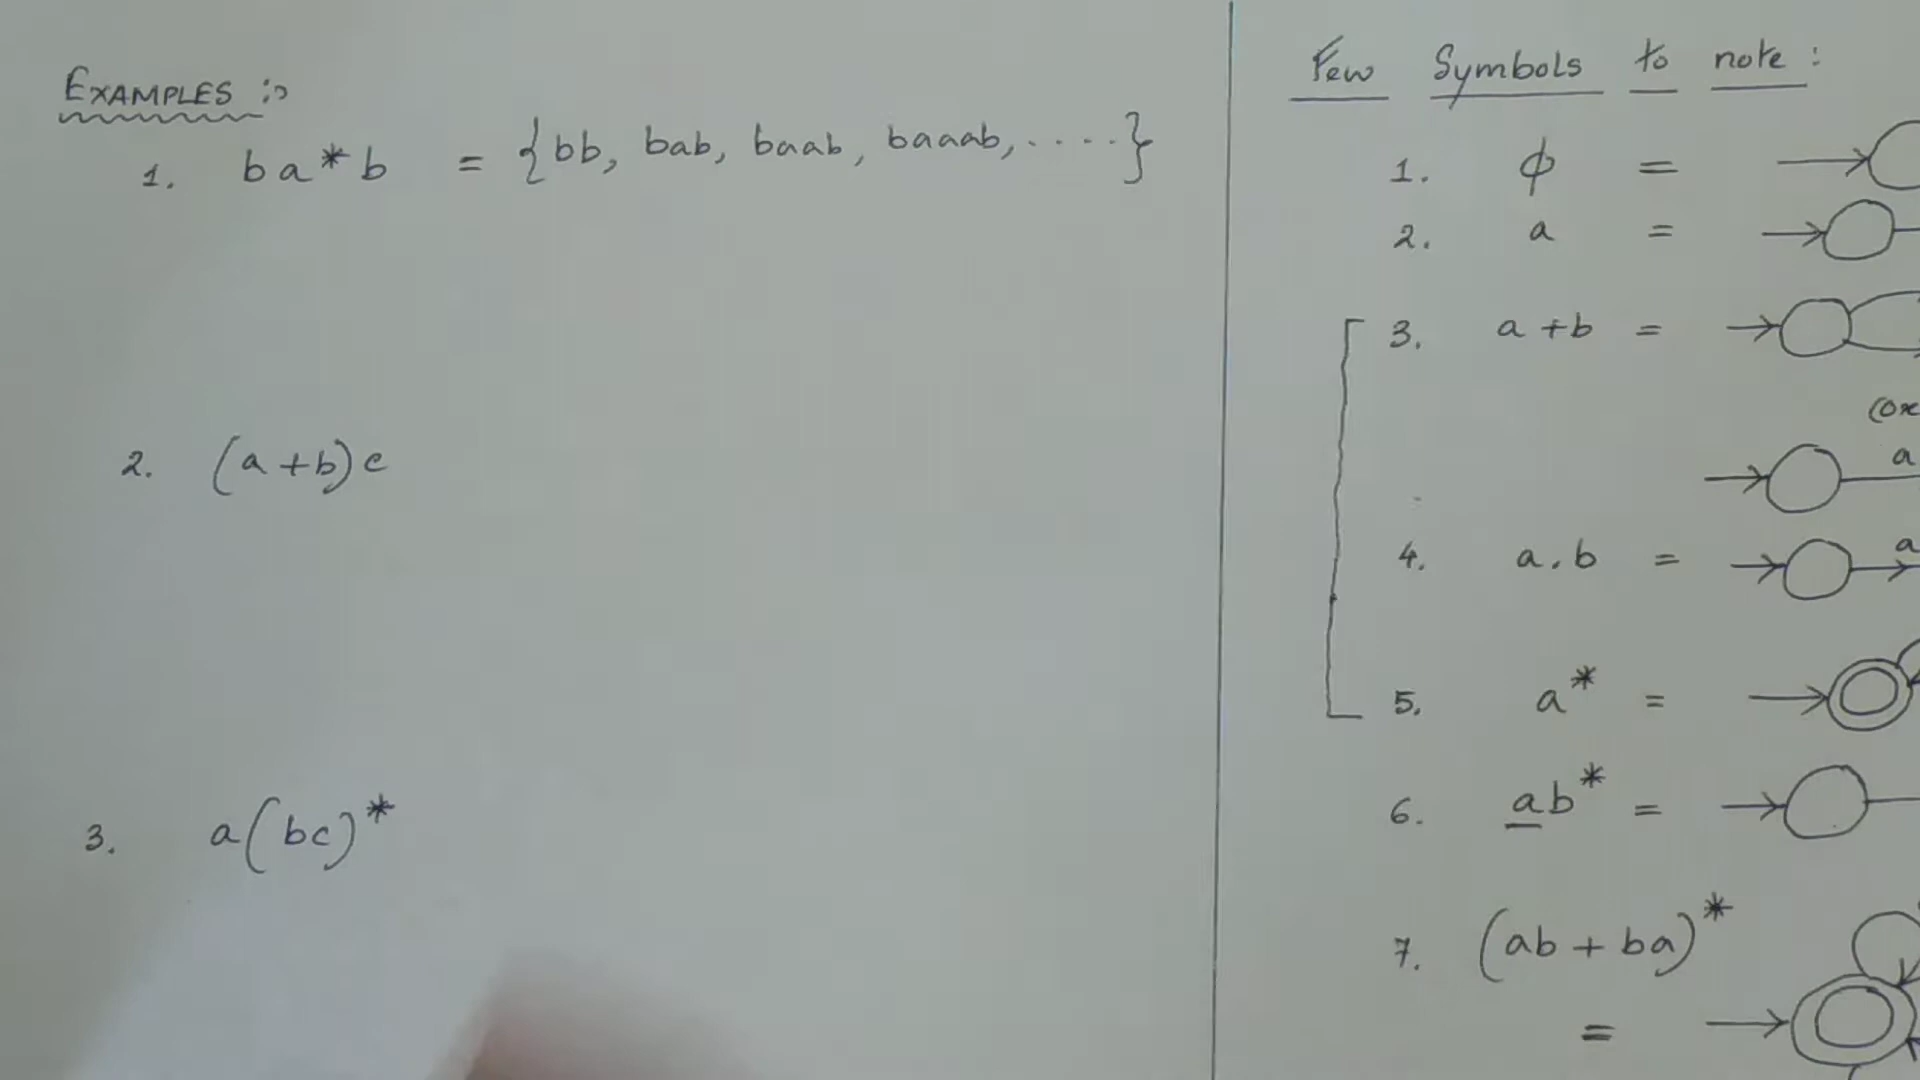 EXAMPLES :
1. ba*b = {bb, bab, baab, baaab, .....}
2. (a+b)c
3. a(bc)*
Few Symbols to note :
1. ϕ =
2. a =
3. a+b =
(or
a
4. a.b =
a
5. a* =
6. ab* =
7. (ab + ba)*
=